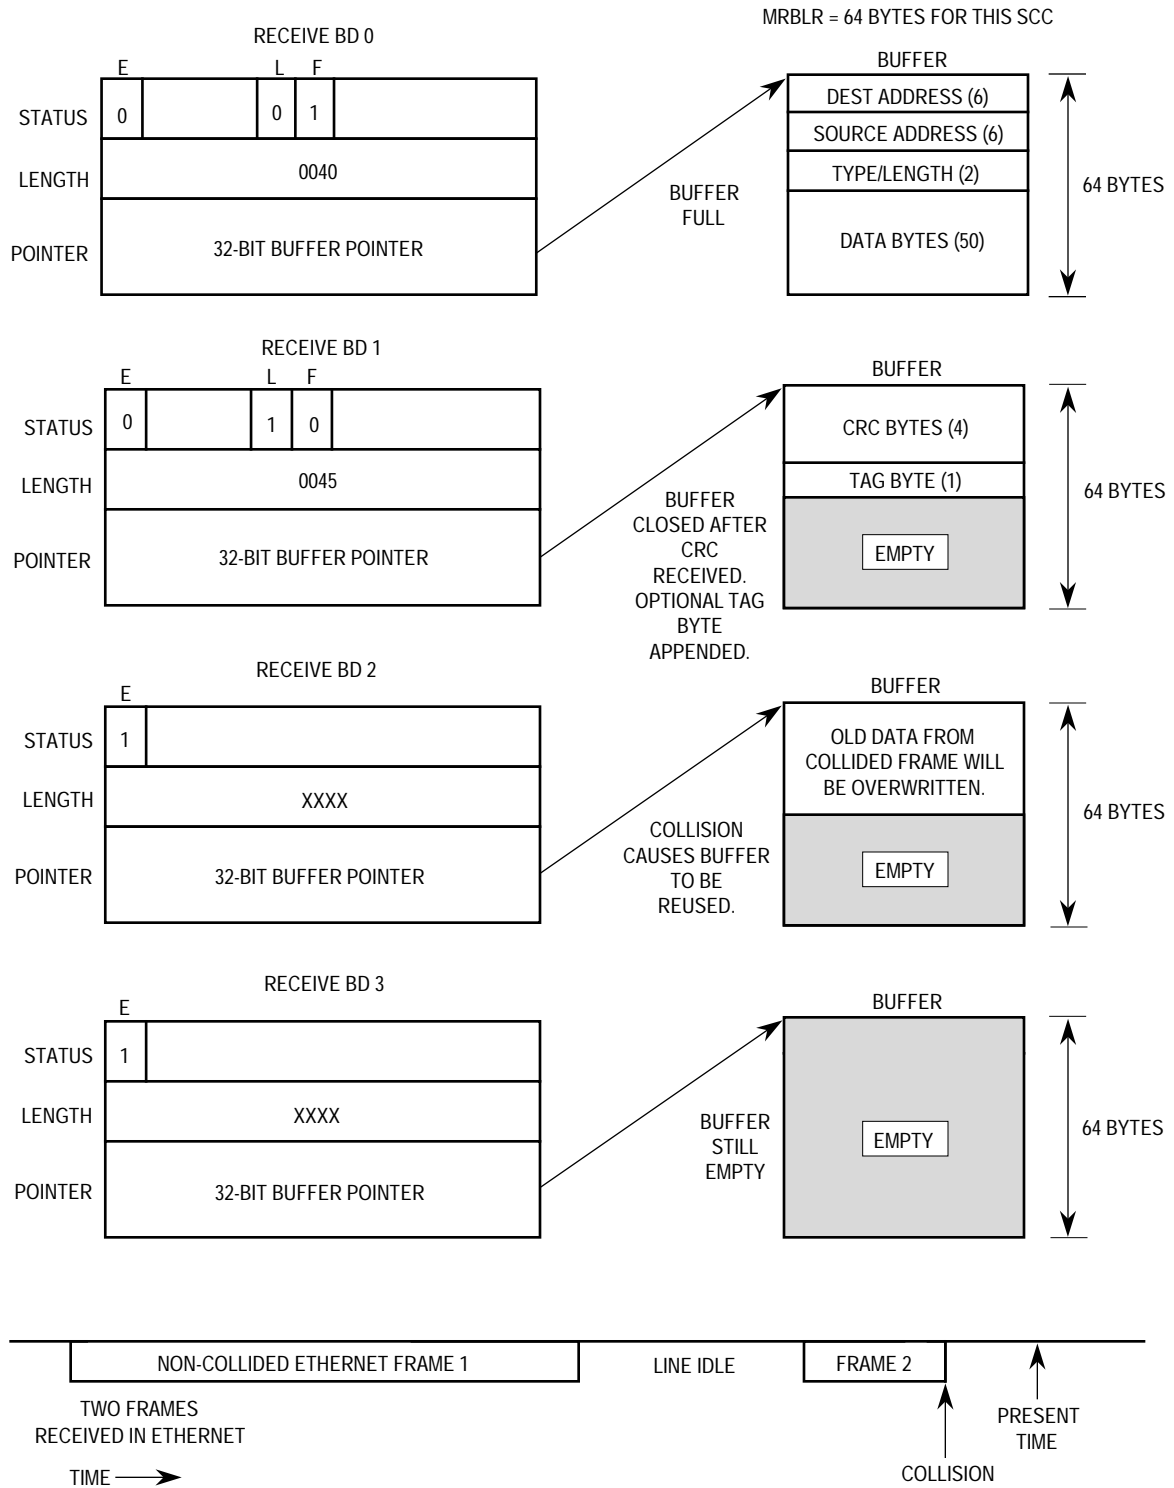 MRBLR = 64 BYTES FOR THIS SCC
RECEIVE BD 0
E L F
STATUS 0 0 1
LENGTH 0040
POINTER 32-BIT BUFFER POINTER
BUFFER
FULL
BUFFER
DEST ADDRESS (6)
SOURCE ADDRESS (6)
TYPE/LENGTH (2)
DATA BYTES (50)
64 BYTES
RECEIVE BD 1
E L F
STATUS 0 1 0
LENGTH 0045
POINTER 32-BIT BUFFER POINTER
BUFFER
CLOSED AFTER
CRC
RECEIVED.
OPTIONAL TAG
BYTE
APPENDED.
BUFFER
CRC BYTES (4)
TAG BYTE (1)
EMPTY
64 BYTES
RECEIVE BD 2
E
STATUS 1
LENGTH XXXX
POINTER 32-BIT BUFFER POINTER
COLLISION
CAUSES BUFFER
TO BE
REUSED.
BUFFER
OLD DATA FROM
COLLIDED FRAME WILL
BE OVERWRITTEN.
EMPTY
64 BYTES
RECEIVE BD 3
E
STATUS 1
LENGTH XXXX
POINTER 32-BIT BUFFER POINTER
BUFFER
STILL
EMPTY
BUFFER
EMPTY
64 BYTES
NON-COLLIDED ETHERNET FRAME 1 LINE IDLE FRAME 2
TWO FRAMES
RECEIVED IN ETHERNET
TIME
COLLISION
PRESENT
TIME